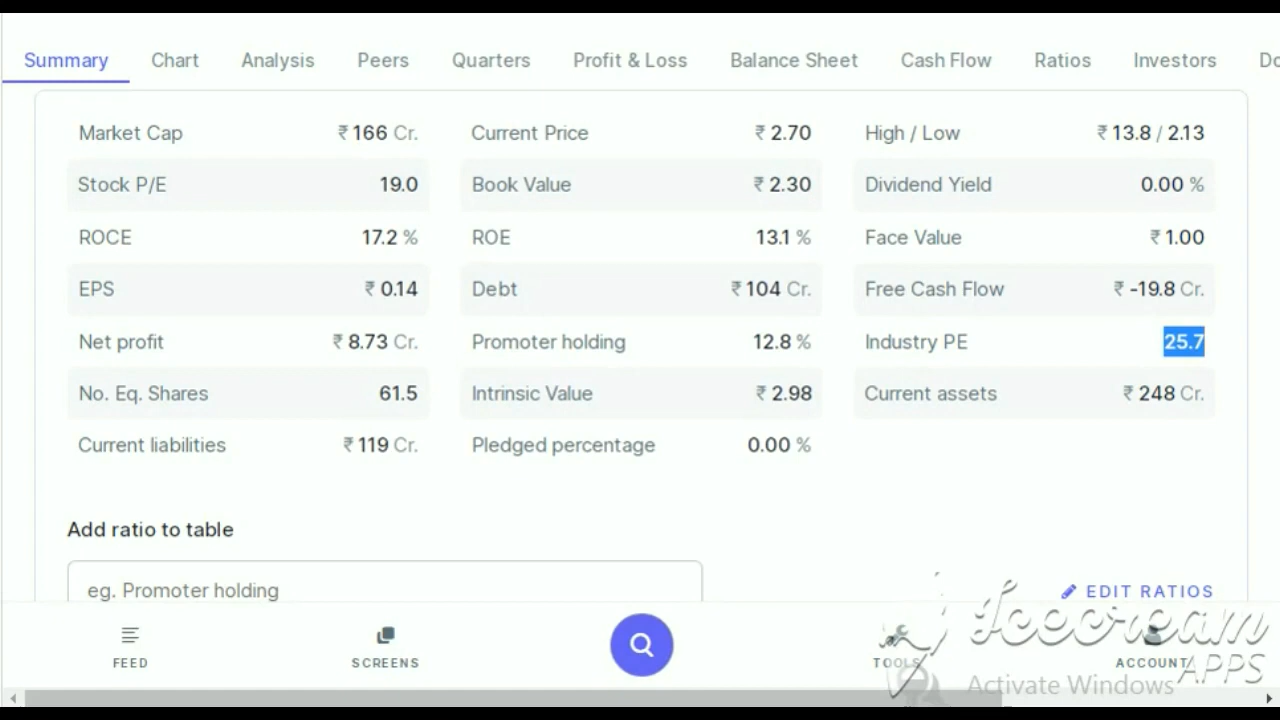 Summary Chart Analysis Peers Quarters Profit & Loss Balance Sheet Cash Flow Ratios Investors Do
Market Cap ₹ 166 Cr. Current Price ₹ 2.70 High / Low ₹ 13.8 / 2.13
Stock P/E 19.0 Book Value ₹ 2.30 Dividend Yield 0.00 %
ROCE 17.2 % ROE 13.1 % Face Value ₹ 1.00
EPS ₹ 0.14 Debt ₹ 104 Cr. Free Cash Flow ₹ -19.8 Cr.
Net profit ₹ 8.73 Cr. Promoter holding 12.8 % Industry PE 25.7
No. Eq. Shares 61.5 Intrinsic Value ₹ 2.98 Current assets ₹ 248 Cr.
Current liabilities ₹ 119 Cr. Pledged percentage 0.00 %
Add ratio to table
eg. Promoter holding
EDIT RATIOS
FEED SCREENS TOOLS ACCOUNT
Icecream
APPS
Activate Windows